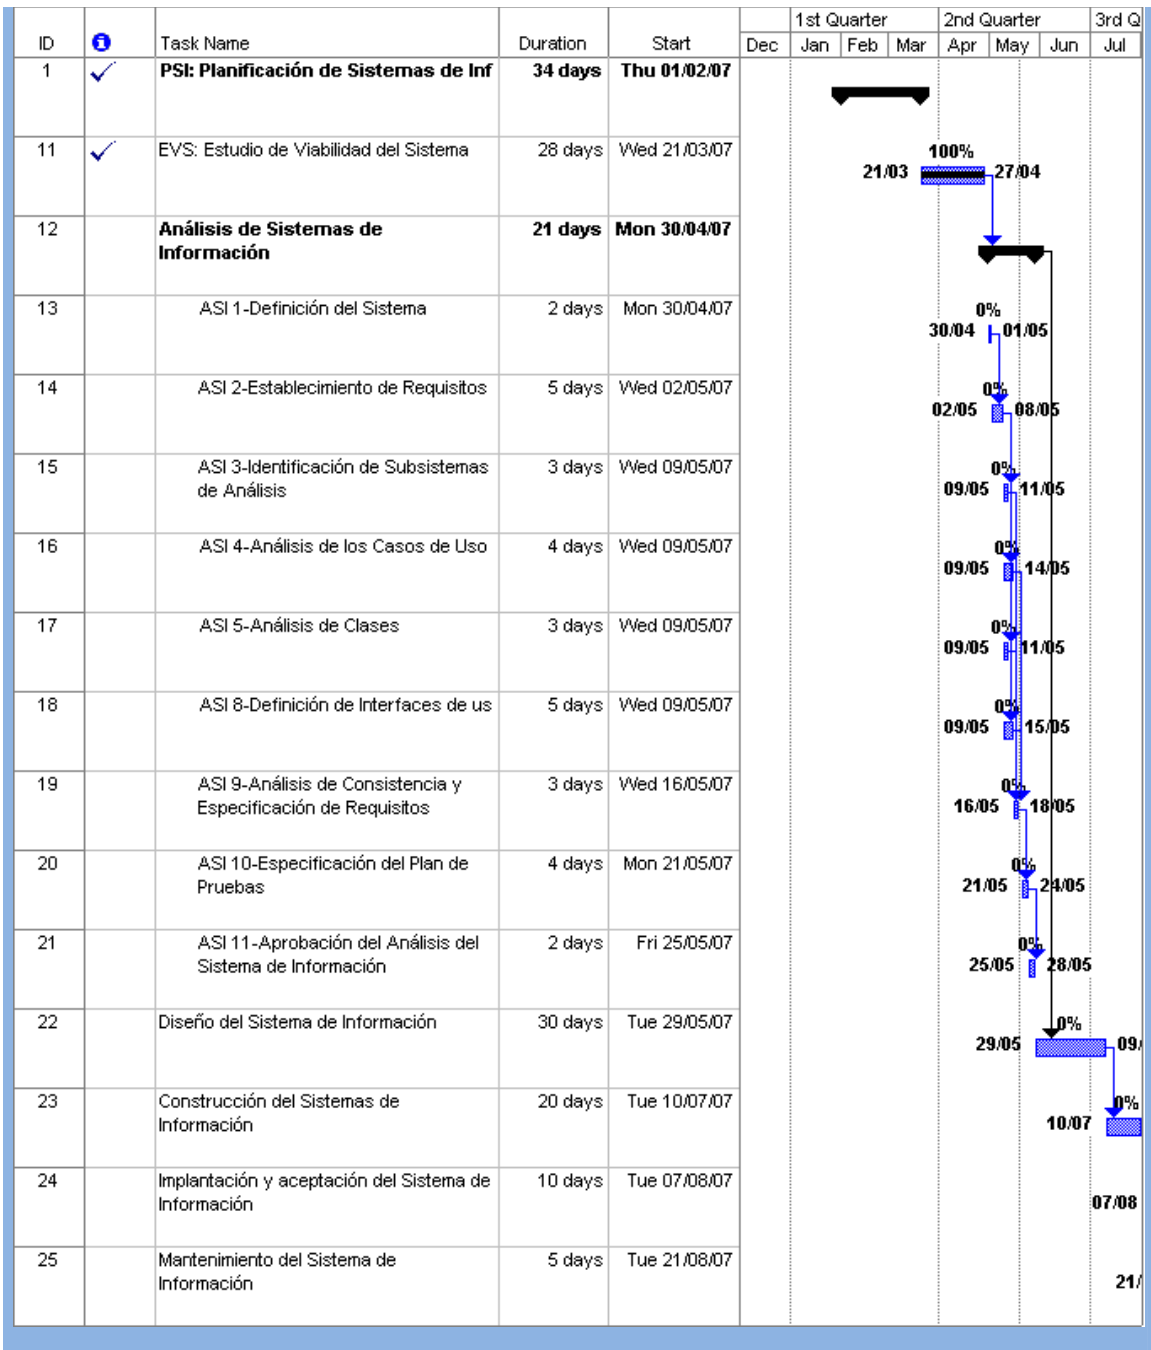 1st Quarter 2nd Quarter 3rd Q
ID Task Name Duration Start Dec Jan Feb Mar Apr May Jun Jul
1 PSI: Planificación de Sistemas de Inf 34 days Thu 01/02/07
11 EVS: Estudio de Viabilidad del Sistema 28 days Wed 21/03/07 100%
21/03 27/04
12 Análisis de Sistemas de 21 days Mon 30/04/07
Información
13 ASI 1-Definición del Sistema 2 days Mon 30/04/07 0%
30/04 01/05
14 ASI 2-Establecimiento de Requisitos 5 days Wed 02/05/07 0%
02/05 08/05
15 ASI 3-Identificación de Subsistemas 3 days Wed 09/05/07 0%
de Análisis 09/05 11/05
16 ASI 4-Análisis de los Casos de Uso 4 days Wed 09/05/07 0%
09/05 14/05
17 ASI 5-Análisis de Clases 3 days Wed 09/05/07 0%
09/05 11/05
18 ASI 8-Definición de Interfaces de us 5 days Wed 09/05/07 0%
09/05 15/05
19 ASI 9-Análisis de Consistencia y 3 days Wed 16/05/07 0%
Especificación de Requisitos 16/05 18/05
20 ASI 10-Especificación del Plan de 4 days Mon 21/05/07 0%
Pruebas 21/05 24/05
21 ASI 11-Aprobación del Análisis del 2 days Fri 25/05/07 0%
Sistema de Información 25/05 28/05
22 Diseño del Sistema de Información 30 days Tue 29/05/07 0%
29/05 09/
23 Construcción del Sistemas de 20 days Tue 10/07/07 0%
Información 10/07
24 Implantación y aceptación del Sistema de 10 days Tue 07/08/07
Información 07/08
25 Mantenimiento del Sistema de 5 days Tue 21/08/07
Información 21/